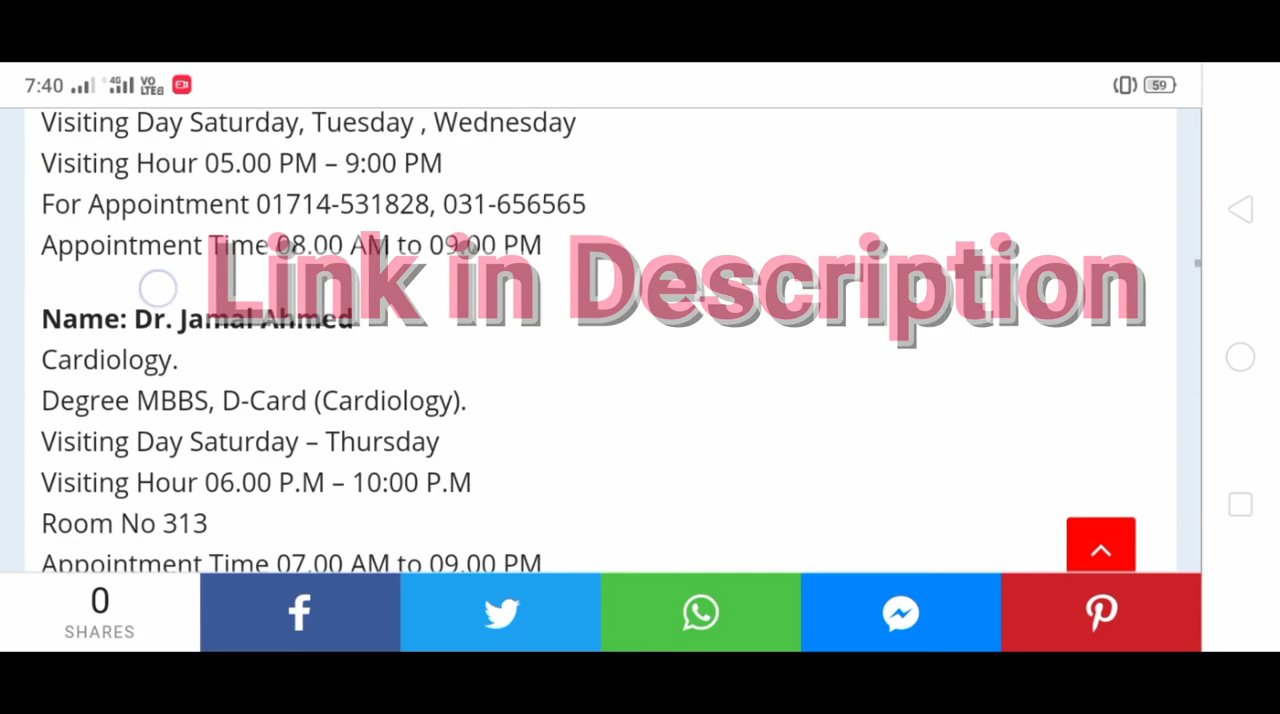 7:40 4G VO LTE 59
Visiting Day Saturday, Tuesday , Wednesday
Visiting Hour 05.00 PM – 9:00 PM
For Appointment 01714-531828, 031-656565
Appointment Time 08.00 AM to 09.00 PM
Link in Description
Name: Dr. Jamal Ahmed
Cardiology.
Degree MBBS, D-Card (Cardiology).
Visiting Day Saturday – Thursday
Visiting Hour 06.00 P.M – 10:00 P.M
Room No 313
Appointment Time 07.00 AM to 09.00 PM
0
SHARES